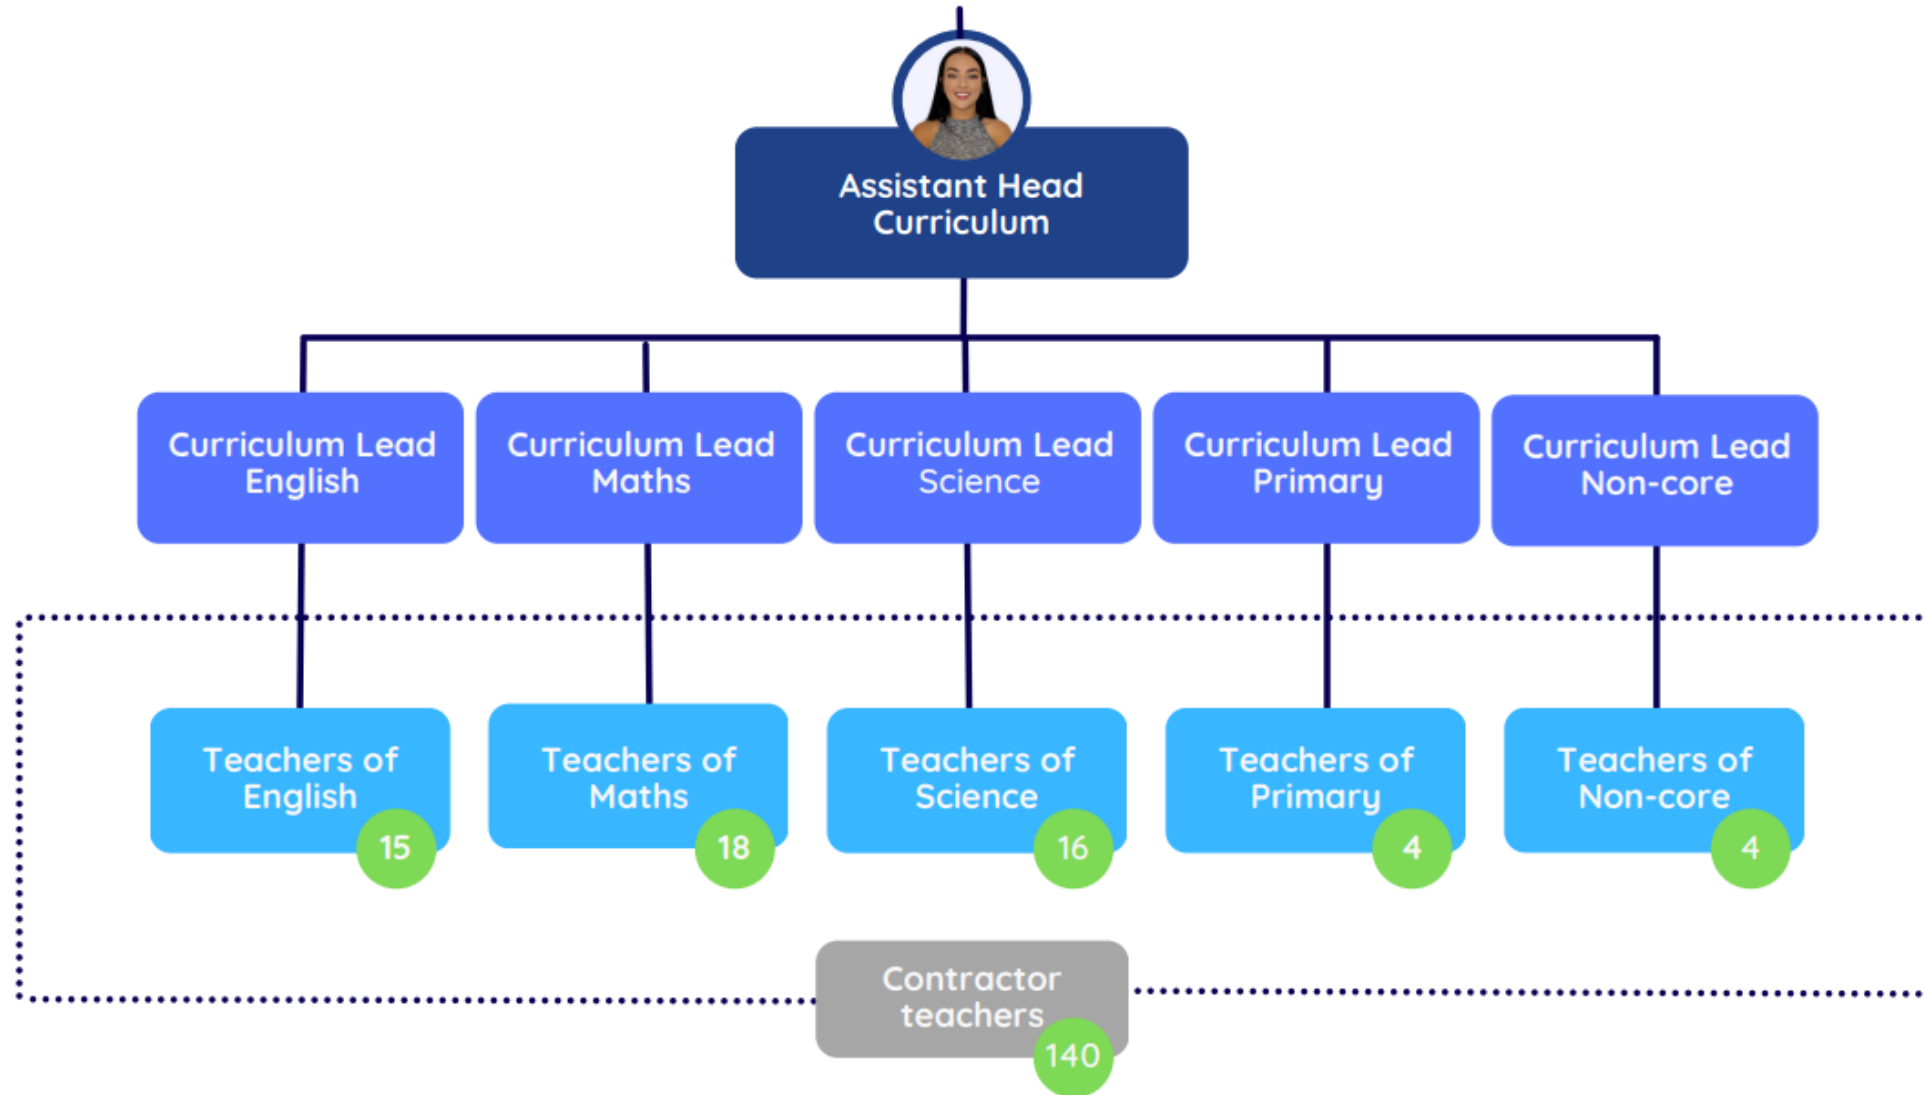 Assistant Head
Curriculum
Curriculum Lead
English
Curriculum Lead
Maths
Curriculum Lead
Science
Curriculum Lead
Primary
Curriculum Lead
Non-core
Teachers of
English
15
Teachers of
Maths
18
Teachers of
Science
16
Teachers of
Primary
4
Teachers of
Non-core
4
Contractor
teachers
140